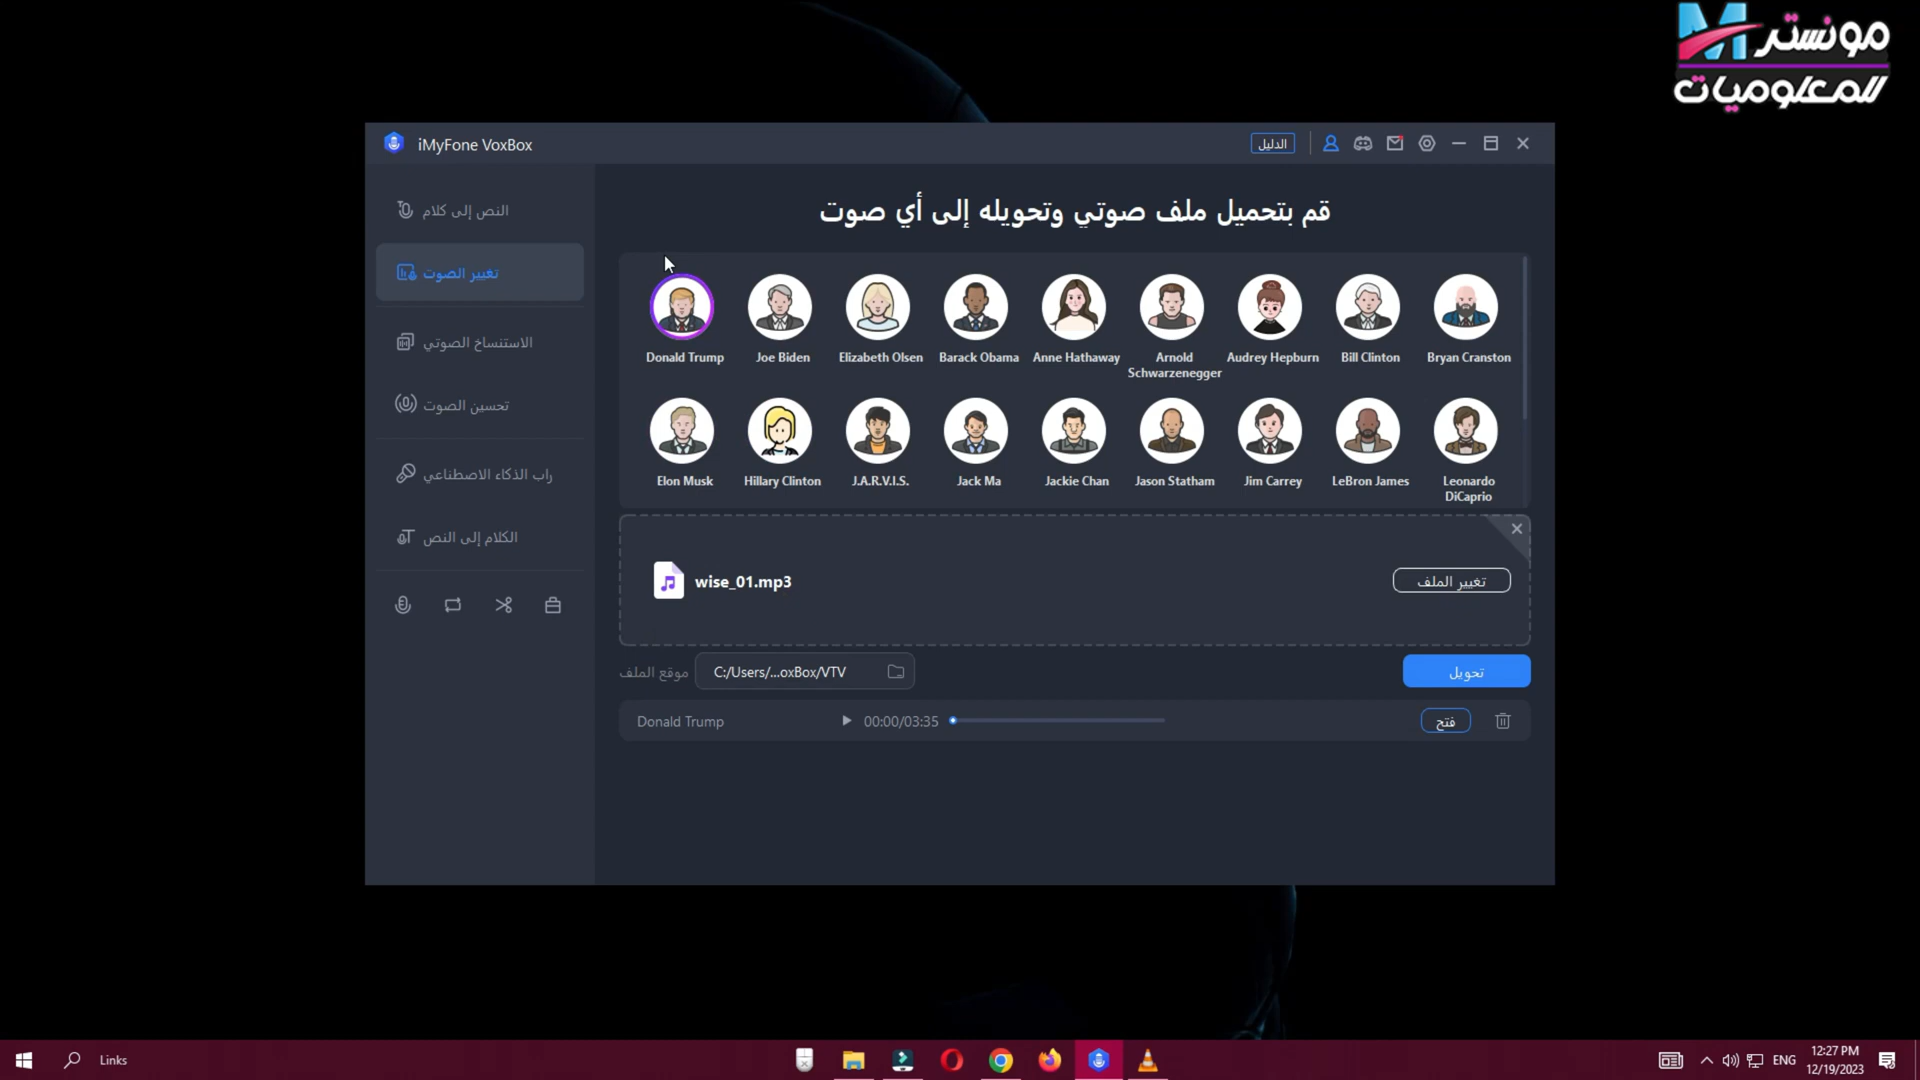 مونستر
للمعلوميات
iMyFone VoxBox
الدليل
النص إلى كلام
تغيير الصوت
الاستنساخ الصوتي
تحسين الصوت
راب الذكاء الاصطناعي
الكلام إلى النص
قم بتحميل ملف صوتي وتحويله إلى أي صوت
Donald Trump
Joe Biden
Elizabeth Olsen
Barack Obama
Anne Hathaway
Arnold
Schwarzenegger
Audrey Hepburn
Bill Clinton
Bryan Cranston
Elon Musk
Hillary Clinton
J.A.R.V.I.S.
Jack Ma
Jackie Chan
Jason Statham
Jim Carrey
LeBron James
Leonardo
DiCaprio
wise_01.mp3
تغيير الملف
موقع الملف
C:/Users/...oxBox/VTV
تحويل
Donald Trump
00:00/03:35
فتح
Links
ENG
12:27 PM
12/19/2023